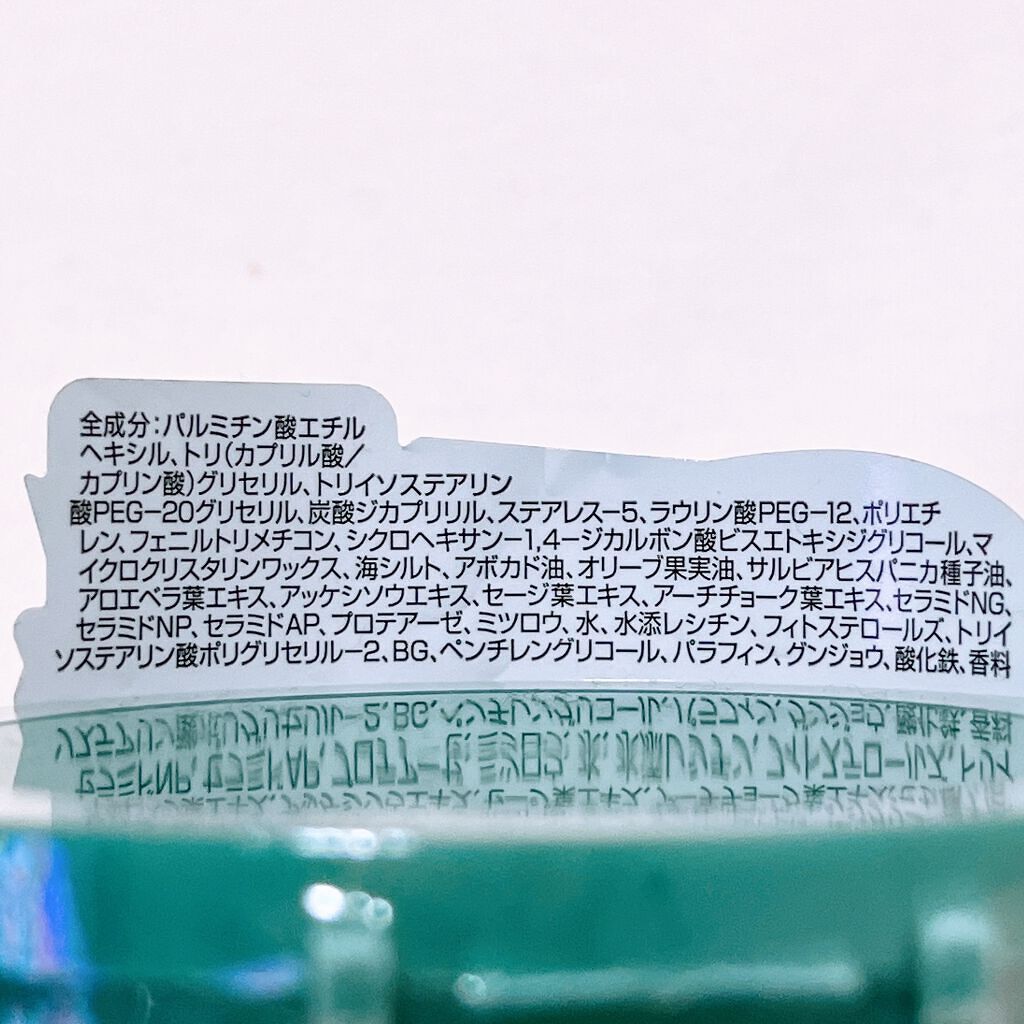 全成分：パルミチン酸エチル
ヘキシル、トリ（カプリル酸／
カプリン酸）グリセリル、トリイソステアリン
酸PEG−20グリセリル、炭酸ジカプリリル、ステアレス−5、ラウリン酸PEG−12、ポリエチ
レン、フェニルトリメチコン、シクロヘキサン−1,4−ジカルボン酸ビスエトキシジグリコール、マ
イクロクリスタリンワックス、海シルト、アボカド油、オリーブ果実油、サルビアヒスパニカ種子油、
アロエベラ葉エキス、アッケシソウエキス、セージ葉エキス、アーチチョーク葉エキス、セラミドNG、
セラミドNP、セラミドAP、プロテアーゼ、ミツロウ、水、水添レシチン、フィトステロールズ、トリイ
ソステアリン酸ポリグリセリル−2、BG、ペンチレングリコール、パラフィン、グンジョウ、酸化鉄、香料